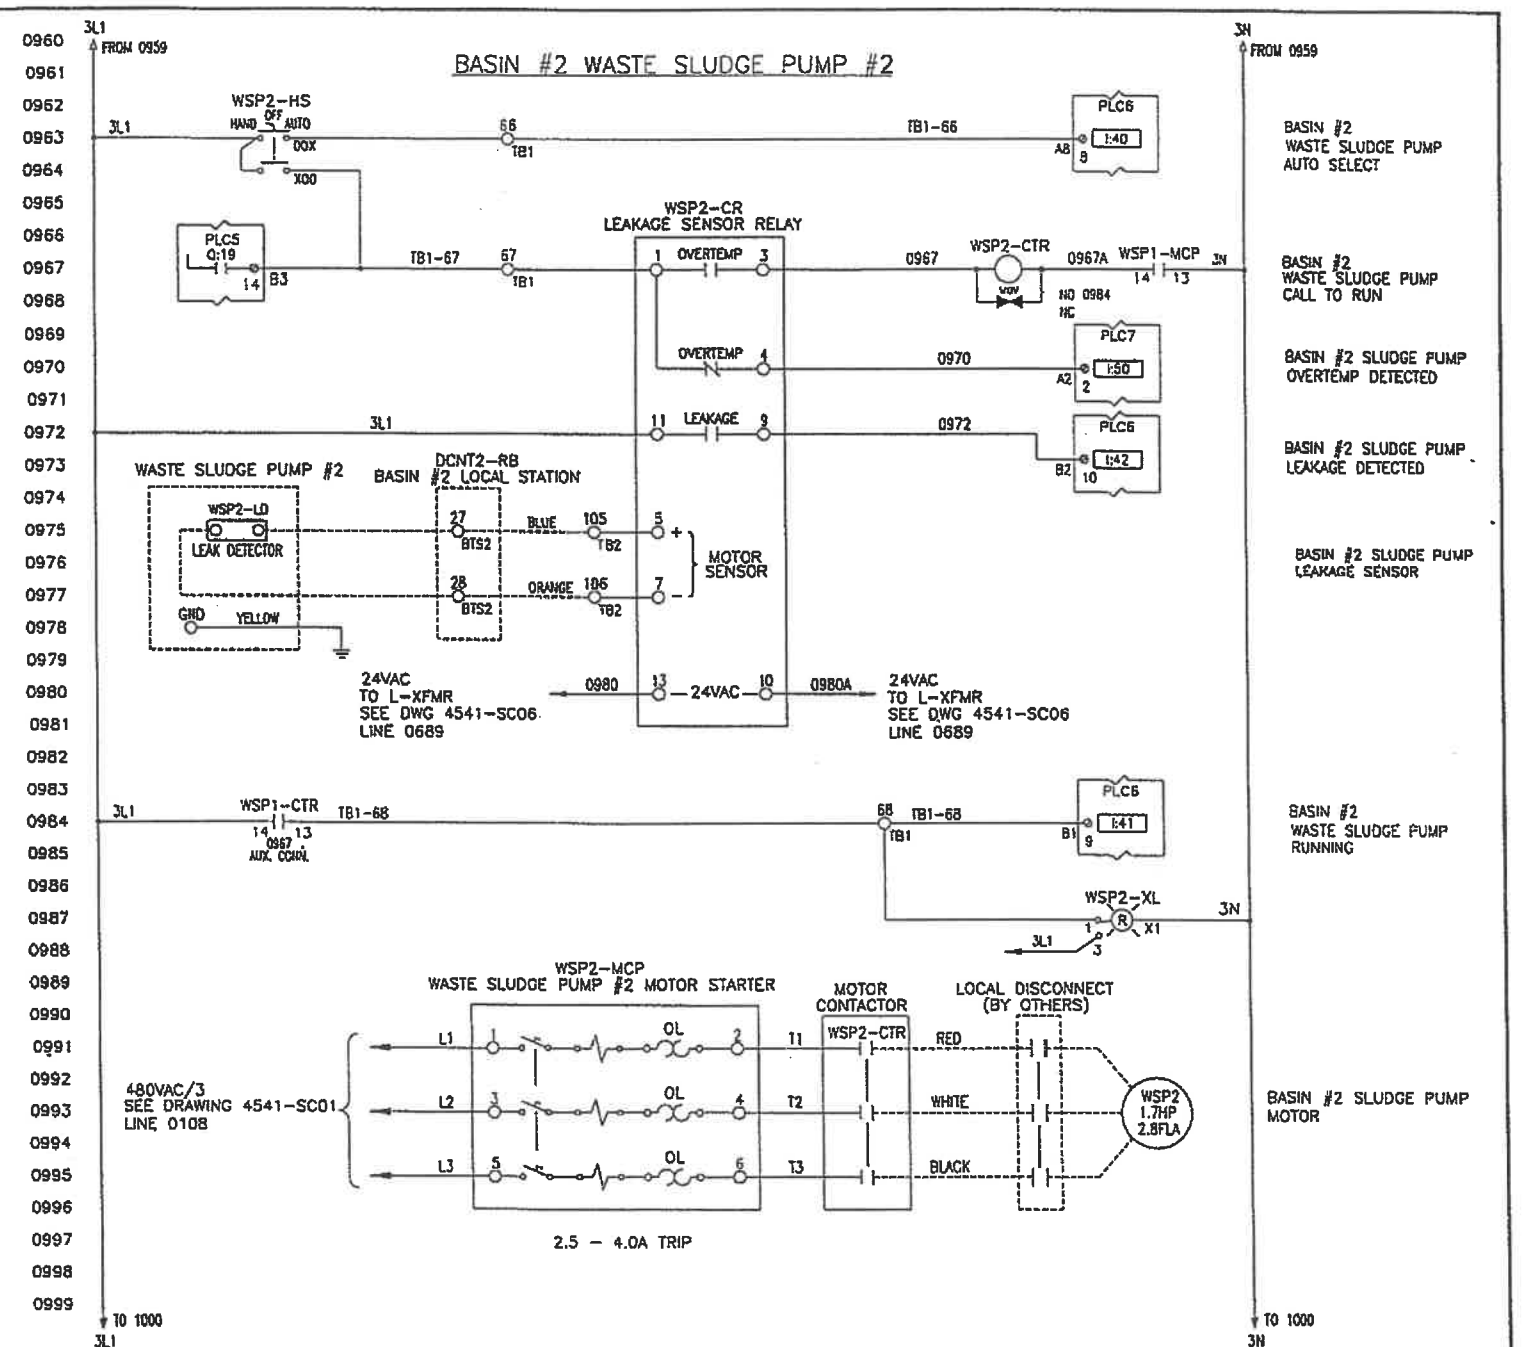 3L1
3N
0960
FROM 0959
FROM 0959
BASIN #2 WASTE SLUDGE PUMP #2
0961
0962
WSP2-HS
OFF
HAND
AUTO
PLC6
0963
3L1
OOX
66
TB1
TB1-66
A8
8
I:40
BASIN #2
WASTE SLUDGE PUMP
AUTO SELECT
0964
XOO
0965
WSP2-CR
LEAKAGE SENSOR RELAY
0966
PLC5
O:19
0967
14
B3
TB1-67
67
TB1
1
OVERTEMP
3
0967
WSP2-CTR
0967A
WSP1-MCP
14
13
3N
BASIN #2
WASTE SLUDGE PUMP
CALL TO RUN
0968
MOV
NO 0984
NC
0969
PLC7
0970
OVERTEMP
4
0970
A2
2
I:50
BASIN #2 SLUDGE PUMP
OVERTEMP DETECTED
0971
0972
3L1
11
LEAKAGE
9
0972
PLC6
B2
10
I:42
BASIN #2 SLUDGE PUMP
LEAKAGE DETECTED
0973
WASTE SLUDGE PUMP #2
DCNT2-RB
BASIN #2 LOCAL STATION
0974
WSP2-LD
0975
LEAK DETECTOR
27
BTS2
BLUE
105
TB2
5
+
0976
MOTOR
SENSOR
BASIN #2 SLUDGE PUMP
LEAKAGE SENSOR
0977
28
BTS2
ORANGE
106
TB2
7
-
0978
GND
YELLOW
0979
0980
24VAC
TO L-XFMR
SEE DWG 4541-SC06
LINE 0689
0980
13
24VAC
10
0980A
24VAC
TO L-XFMR
SEE DWG 4541-SC06
LINE 0689
0981
0982
0983
PLC6
0984
3L1
WSP1-CTR
14
13
0967
AUX. CONN.
TB1-68
68
TB1
TB1-68
B1
9
I:41
BASIN #2
WASTE SLUDGE PUMP
RUNNING
0985
0986
WSP2-XL
0987
1
R
X1
3N
0988
3L1
3
0989
WSP2-MCP
WASTE SLUDGE PUMP #2 MOTOR STARTER
MOTOR
CONTACTOR
LOCAL DISCONNECT
(BY OTHERS)
0990
0991
L1
1
OL
2
T1
WSP2-CTR
RED
0992
480VAC/3
SEE DRAWING 4541-SC01
LINE 0108
0993
L2
3
OL
4
T2
WHITE
WSP2
1.7HP
2.8FLA
BASIN #2 SLUDGE PUMP
MOTOR
0994
0995
L3
5
OL
6
T3
BLACK
0996
0997
2.5 - 4.0A TRIP
0998
0999
TO 1000
3L1
TO 1000
3N